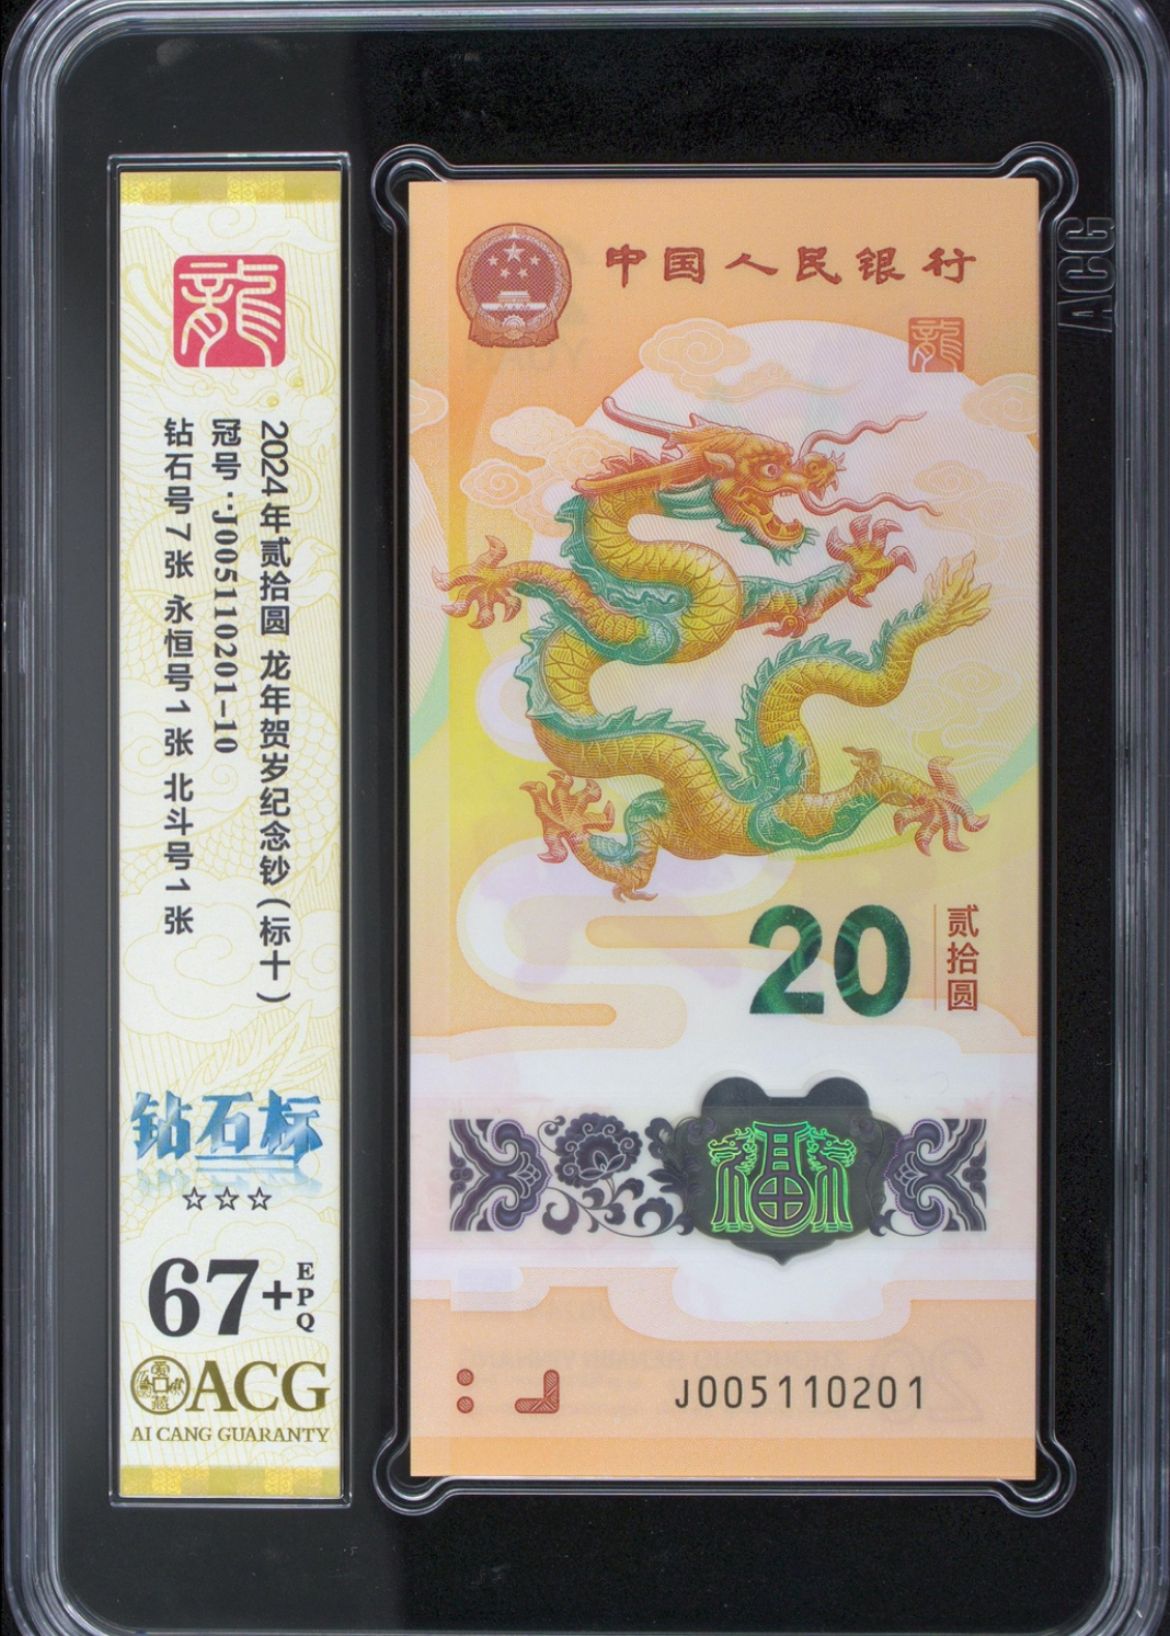 龍
2024年贰拾圆 龙年贺岁纪念钞(标十)
冠号:J005110201-10
钻石号7张 永恒号1张 北斗号1张
钻石标
☆☆☆
67+
EPQ
ACG
AI CANG GUARANTY
中国人民银行
龍
20
贰拾圆
福
J005110201
ACG